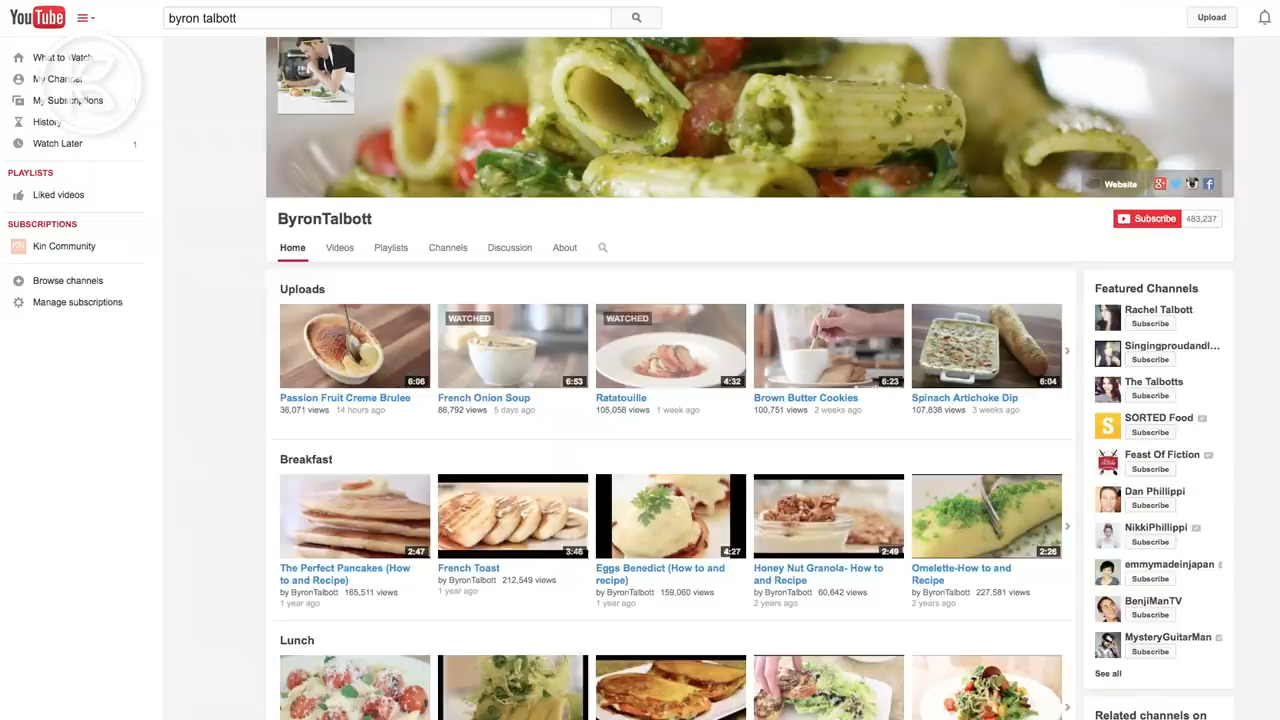 YouTube
byron talbott
Upload
What to Watch
My Channel
My Subscriptions
History
Watch Later 1
PLAYLISTS
Liked videos
SUBSCRIPTIONS
KIN Kin Community
Browse channels
Manage subscriptions
Website
ByronTalbott
Subscribe 483,237
Home Videos Playlists Channels Discussion About
Uploads
WATCHED WATCHED
6:06 6:53 4:32 6:23 6:04
Passion Fruit Creme Brulee French Onion Soup Ratatouille Brown Butter Cookies Spinach Artichoke Dip
36,071 views 14 hours ago 86,792 views 5 days ago 105,058 views 1 week ago 100,751 views 2 weeks ago 107,838 views 3 weeks ago
Breakfast
2:47 3:46 4:27 2:49 2:26
The Perfect Pancakes (How French Toast Eggs Benedict (How to and Honey Nut Granola- How to Omelette-How to and
to and Recipe) by ByronTalbott 212,549 views recipe) and Recipe Recipe
by ByronTalbott 165,511 views 1 year ago by ByronTalbott 159,060 views by ByronTalbott 60,642 views by ByronTalbott 227,581 views
1 year ago 1 year ago 2 years ago 2 years ago
Lunch
Featured Channels
Rachel Talbott
Subscribe
Singingproudandl...
Subscribe
The Talbotts
Subscribe
S SORTED Food
Subscribe
Feast Of Fiction
Subscribe
Dan Phillippi
Subscribe
NikkiPhillippi
Subscribe
emmymadeinjapan
Subscribe
BenjiManTV
Subscribe
MysteryGuitarMan
Subscribe
See all
Related channels on